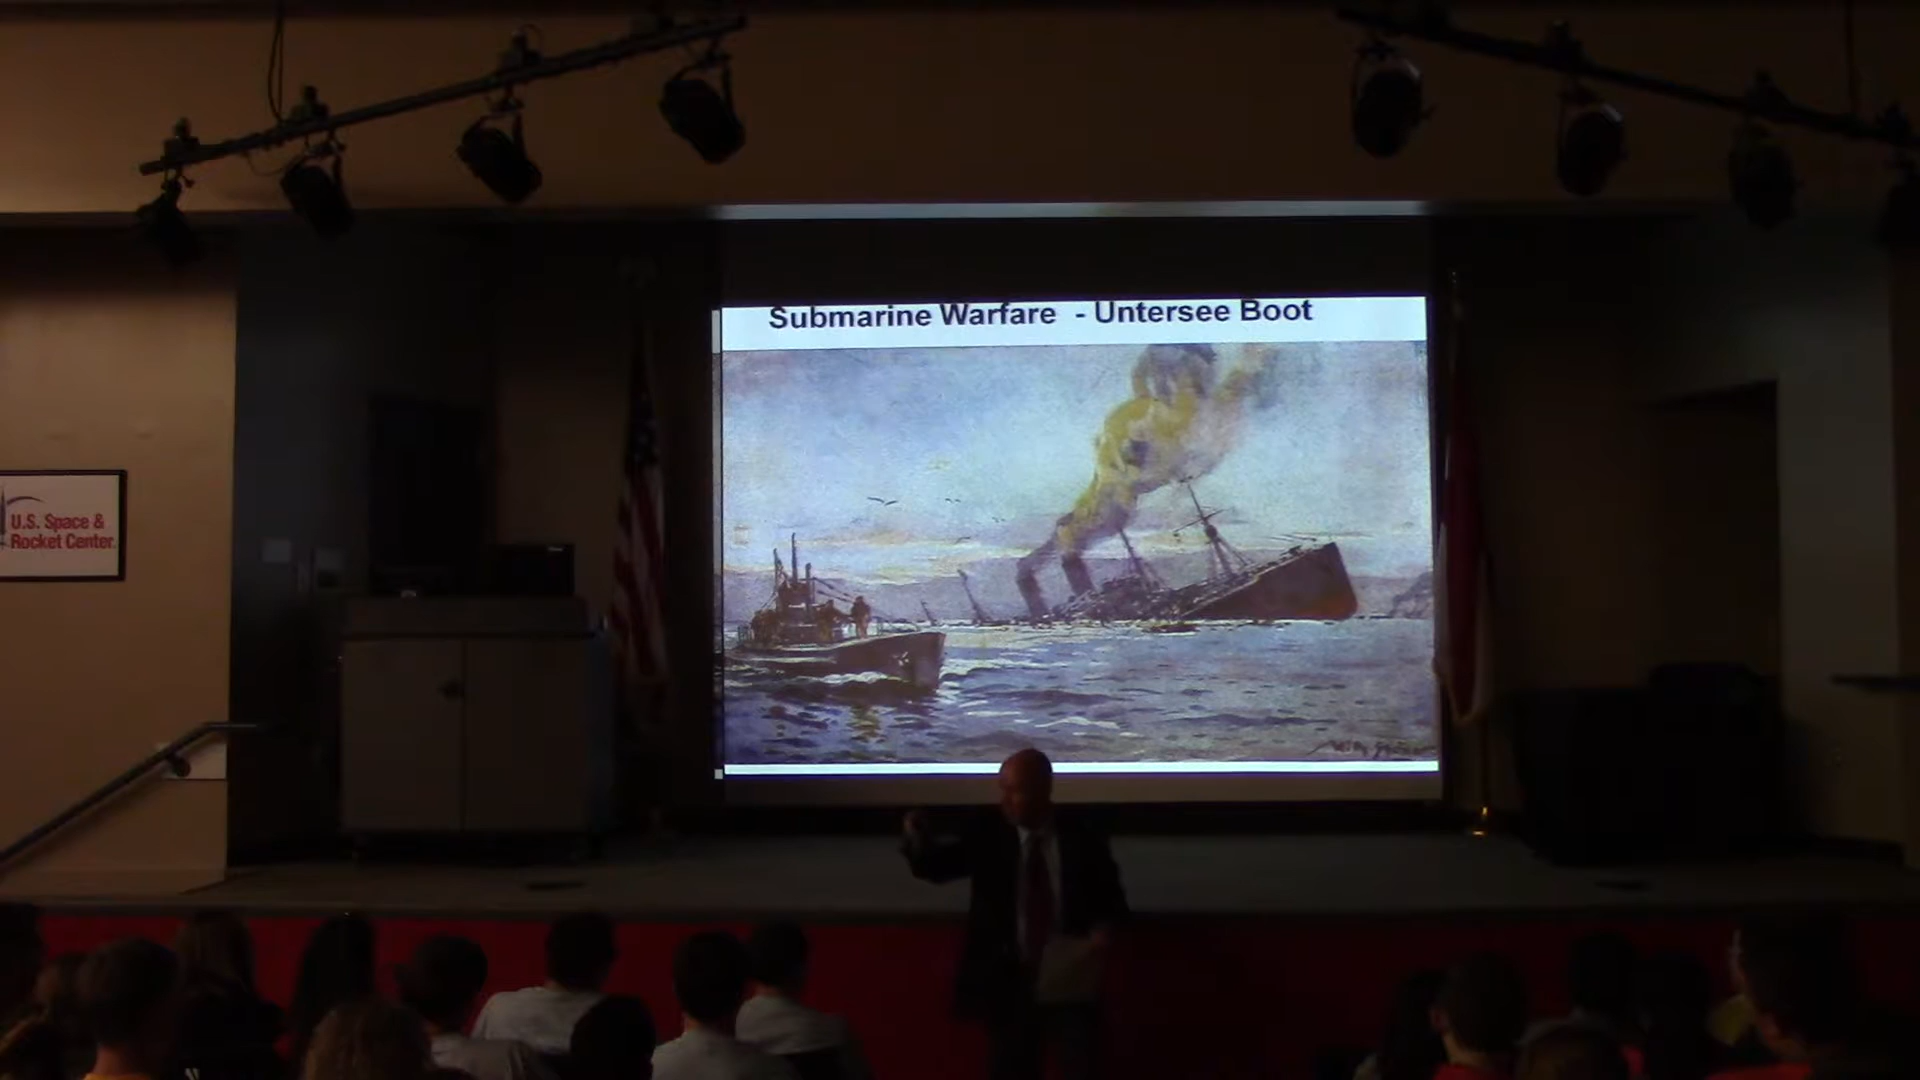 Submarine Warfare - Untersee Boot
U.S. Space &
Rocket Center.